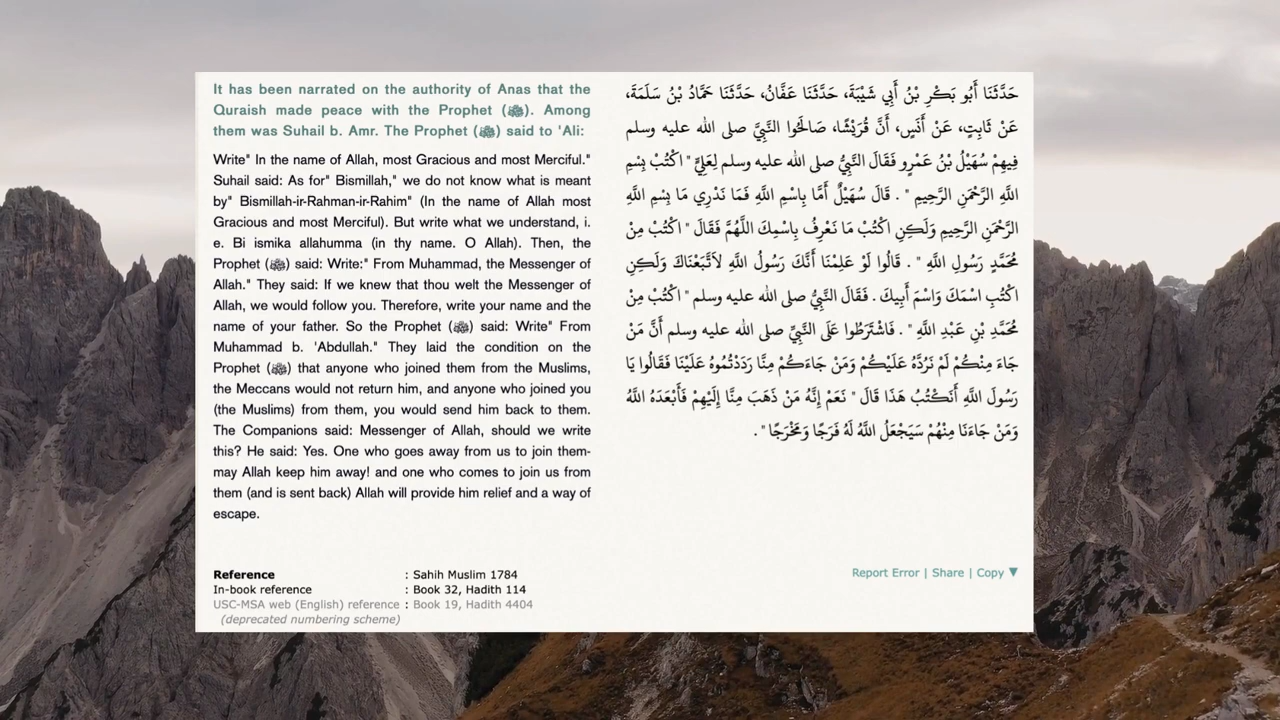 It has been narrated on the authority of Anas that the
Quraish made peace with the Prophet (ﷺ). Among
them was Suhail b. Amr. The Prophet (ﷺ) said to 'Ali:
Write" In the name of Allah, most Gracious and most Merciful."
Suhail said: As for" Bismillah," we do not know what is meant
by" Bismillah-ir-Rahman-ir-Rahim" (In the name of Allah most
Gracious and most Merciful). But write what we understand, i.
e. Bi ismika allahumma (in thy name. O Allah). Then, the
Prophet (ﷺ) said: Write:" From Muhammad, the Messenger of
Allah." They said: If we knew that thou welt the Messenger of
Allah, we would follow you. Therefore, write your name and the
name of your father. So the Prophet (ﷺ) said: Write" From
Muhammad b. 'Abdullah." They laid the condition on the
Prophet (ﷺ) that anyone who joined them from the Muslims,
the Meccans would not return him, and anyone who joined you
(the Muslims) from them, you would send him back to them.
The Companions said: Messenger of Allah, should we write
this? He said: Yes. One who goes away from us to join them-
may Allah keep him away! and one who comes to join us from
them (and is sent back) Allah will provide him relief and a way of
escape.
حَدَّثَنَا أَبُو بَكْرِ بْنُ أَبِي شَيْبَةَ، حَدَّثَنَا عَفَّانُ، حَدَّثَنَا حَمَّادُ بْنُ سَلَمَةَ،
عَنْ ثَابِتٍ، عَنْ أَنَسٍ، أَنَّ قُرَيْشًا، صَالَحُوا النَّبِيَّ صلى الله عليه وسلم
فِيهِمْ سُهَيْلُ بْنُ عَمْرٍو فَقَالَ النَّبِيُّ صلى الله عليه وسلم لِعَلِيٍّ " اكْتُبْ بِسْمِ
اللَّهِ الرَّحْمَنِ الرَّحِيمِ " . قَالَ سُهَيْلٌ أَمَّا بِاسْمِ اللَّهِ فَمَا نَدْرِي مَا بِسْمِ اللَّهِ
الرَّحْمَنِ الرَّحِيمِ وَلَكِنِ اكْتُبْ مَا نَعْرِفُ بِاسْمِكَ اللَّهُمَّ فَقَالَ " اكْتُبْ مِنْ
مُحَمَّدٍ رَسُولِ اللَّهِ " . قَالُوا لَوْ عَلِمْنَا أَنَّكَ رَسُولُ اللَّهِ لاَتَّبَعْنَاكَ وَلَكِنِ
اكْتُبِ اسْمَكَ وَاسْمَ أَبِيكَ . فَقَالَ النَّبِيُّ صلى الله عليه وسلم " اكْتُبْ مِنْ
مُحَمَّدِ بْنِ عَبْدِ اللَّهِ " . فَاشْتَرَطُوا عَلَى النَّبِيِّ صلى الله عليه وسلم أَنَّ مَنْ
جَاءَ مِنْكُمْ لَمْ نَرُدَّهُ عَلَيْكُمْ وَمَنْ جَاءَكُمْ مِنَّا رَدَدْتُمُوهُ عَلَيْنَا فَقَالُوا يَا
رَسُولَ اللَّهِ أَنَكْتُبُ هَذَا قَالَ " نَعَمْ إِنَّهُ مَنْ ذَهَبَ مِنَّا إِلَيْهِمْ فَأَبْعَدَهُ اللَّهُ
وَمَنْ جَاءَنَا مِنْهُمْ سَيَجْعَلُ اللَّهُ لَهُ فَرَجًا وَمَخْرَجًا " .
Reference : Sahih Muslim 1784
In-book reference : Book 32, Hadith 114
USC-MSA web (English) reference : Book 19, Hadith 4404
(deprecated numbering scheme)
Report Error | Share | Copy ▼